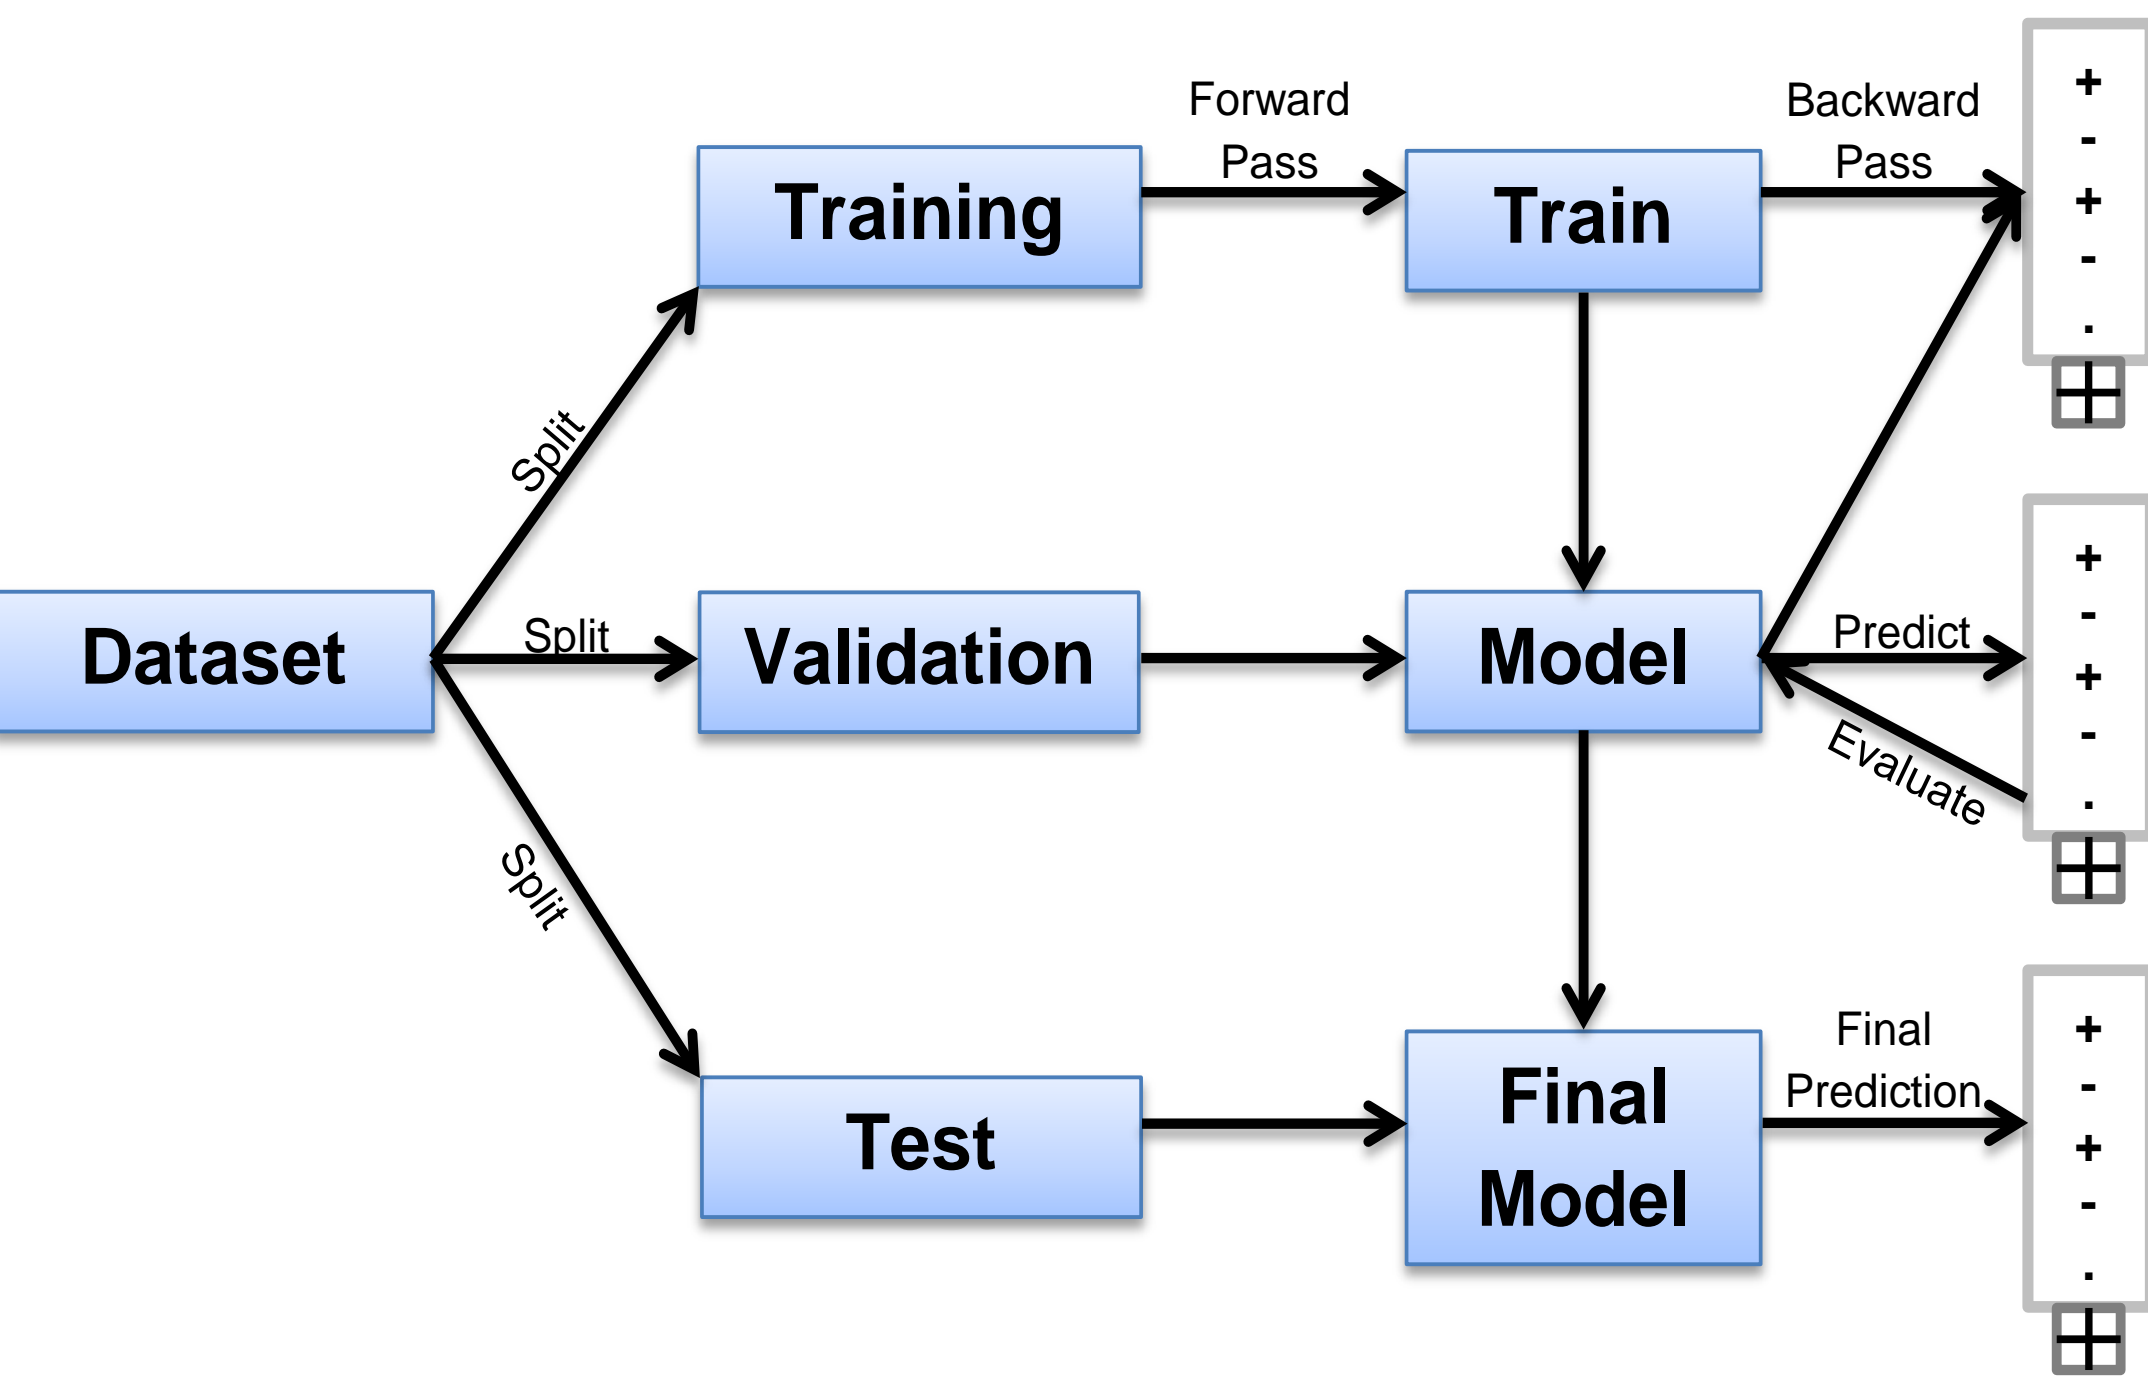 Forward
Pass
Backward
Pass
Training
Train
+
-
+
-
.
Split
Dataset
Split
Validation
Model
Predict
Evaluate
+
-
+
-
.
Split
Test
Final
Model
Final
Prediction
+
-
+
-
.